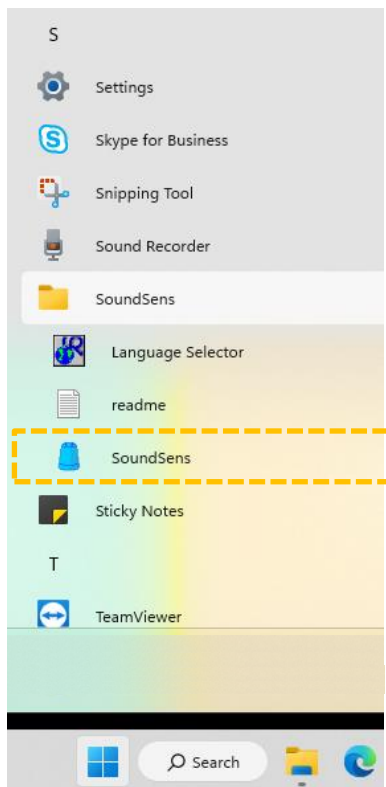 S
Settings
Skype for Business
Snipping Tool
Sound Recorder
SoundSens
Language Selector
readme
SoundSens
Sticky Notes
T
TeamViewer
Search